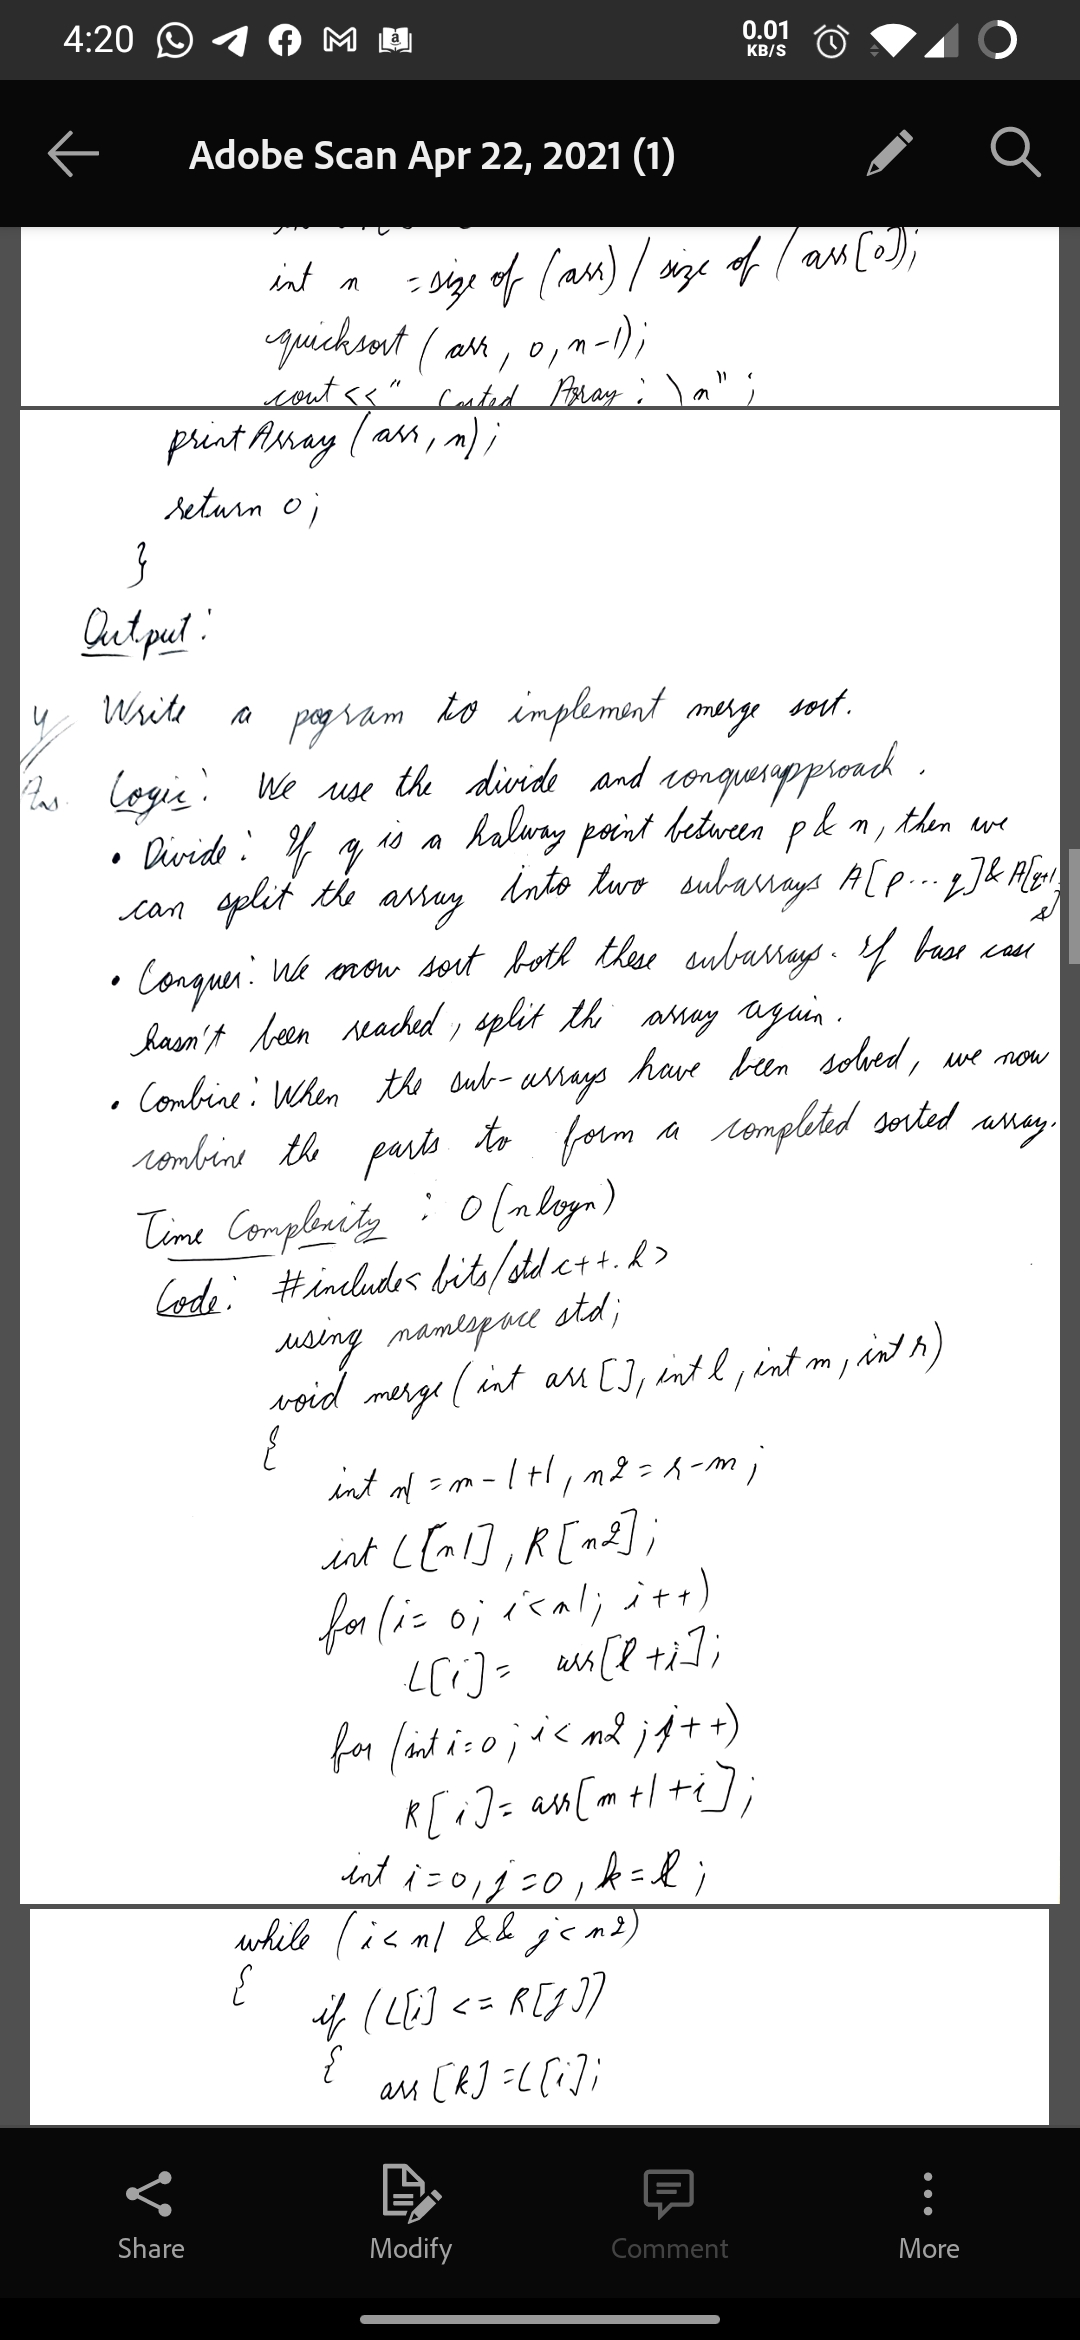 4:20
0.01
KB/S
Adobe Scan Apr 22, 2021 (1)
int n = size of (arr) / size of (arr[0]);
quicksort (arr, 0, n-1);
cout << " Sorted Array : \n" ;
print Array (arr, n);
return 0;
}
Output:
4 Write a pogram to implement merge sort.
Ans. Logic: We use the divide and conquer approach.
• Divide: If q is a halway point between p & n, then we
can split the array into two subarrays A[p...q] & A[q+1
r]
• Conquer: We now sort both these subarrays. If base case
hasn't been reached, split the array again.
• Combine: When the sub-arrays have been solved, we now
combine the parts to form a completed sorted array.
Time Complexity : O(nlogn)
Code: #include<bits/stdc++.h>
using namespace std;
void merge (int arr [], int l, int m, int r)
{
int n1 = m-l+1, n2 = r-m;
int L[n1], R[n2];
for (i= 0; i<n1; i++)
L[i] = arr[l+i];
for (int i=0; i< n2; i++)
R[i]= arr[m+1+i];
int i=0, j=0, k=l;
while (i<n1 && j<n2)
{ if (L[i] <= R[j])
{ arr[k] = L[i];
Share
Modify
Comment
More